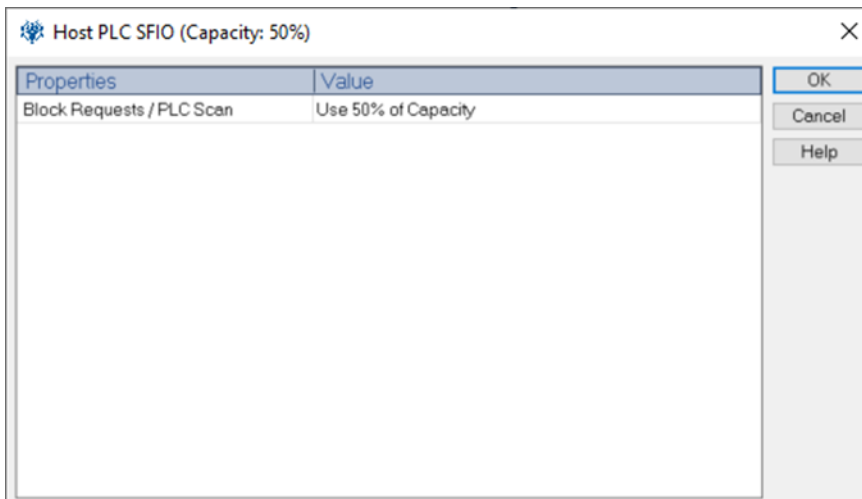 Host PLC SFIO (Capacity: 50%)
Properties Value OK
Block Requests / PLC Scan Use 50% of Capacity
Cancel
Help